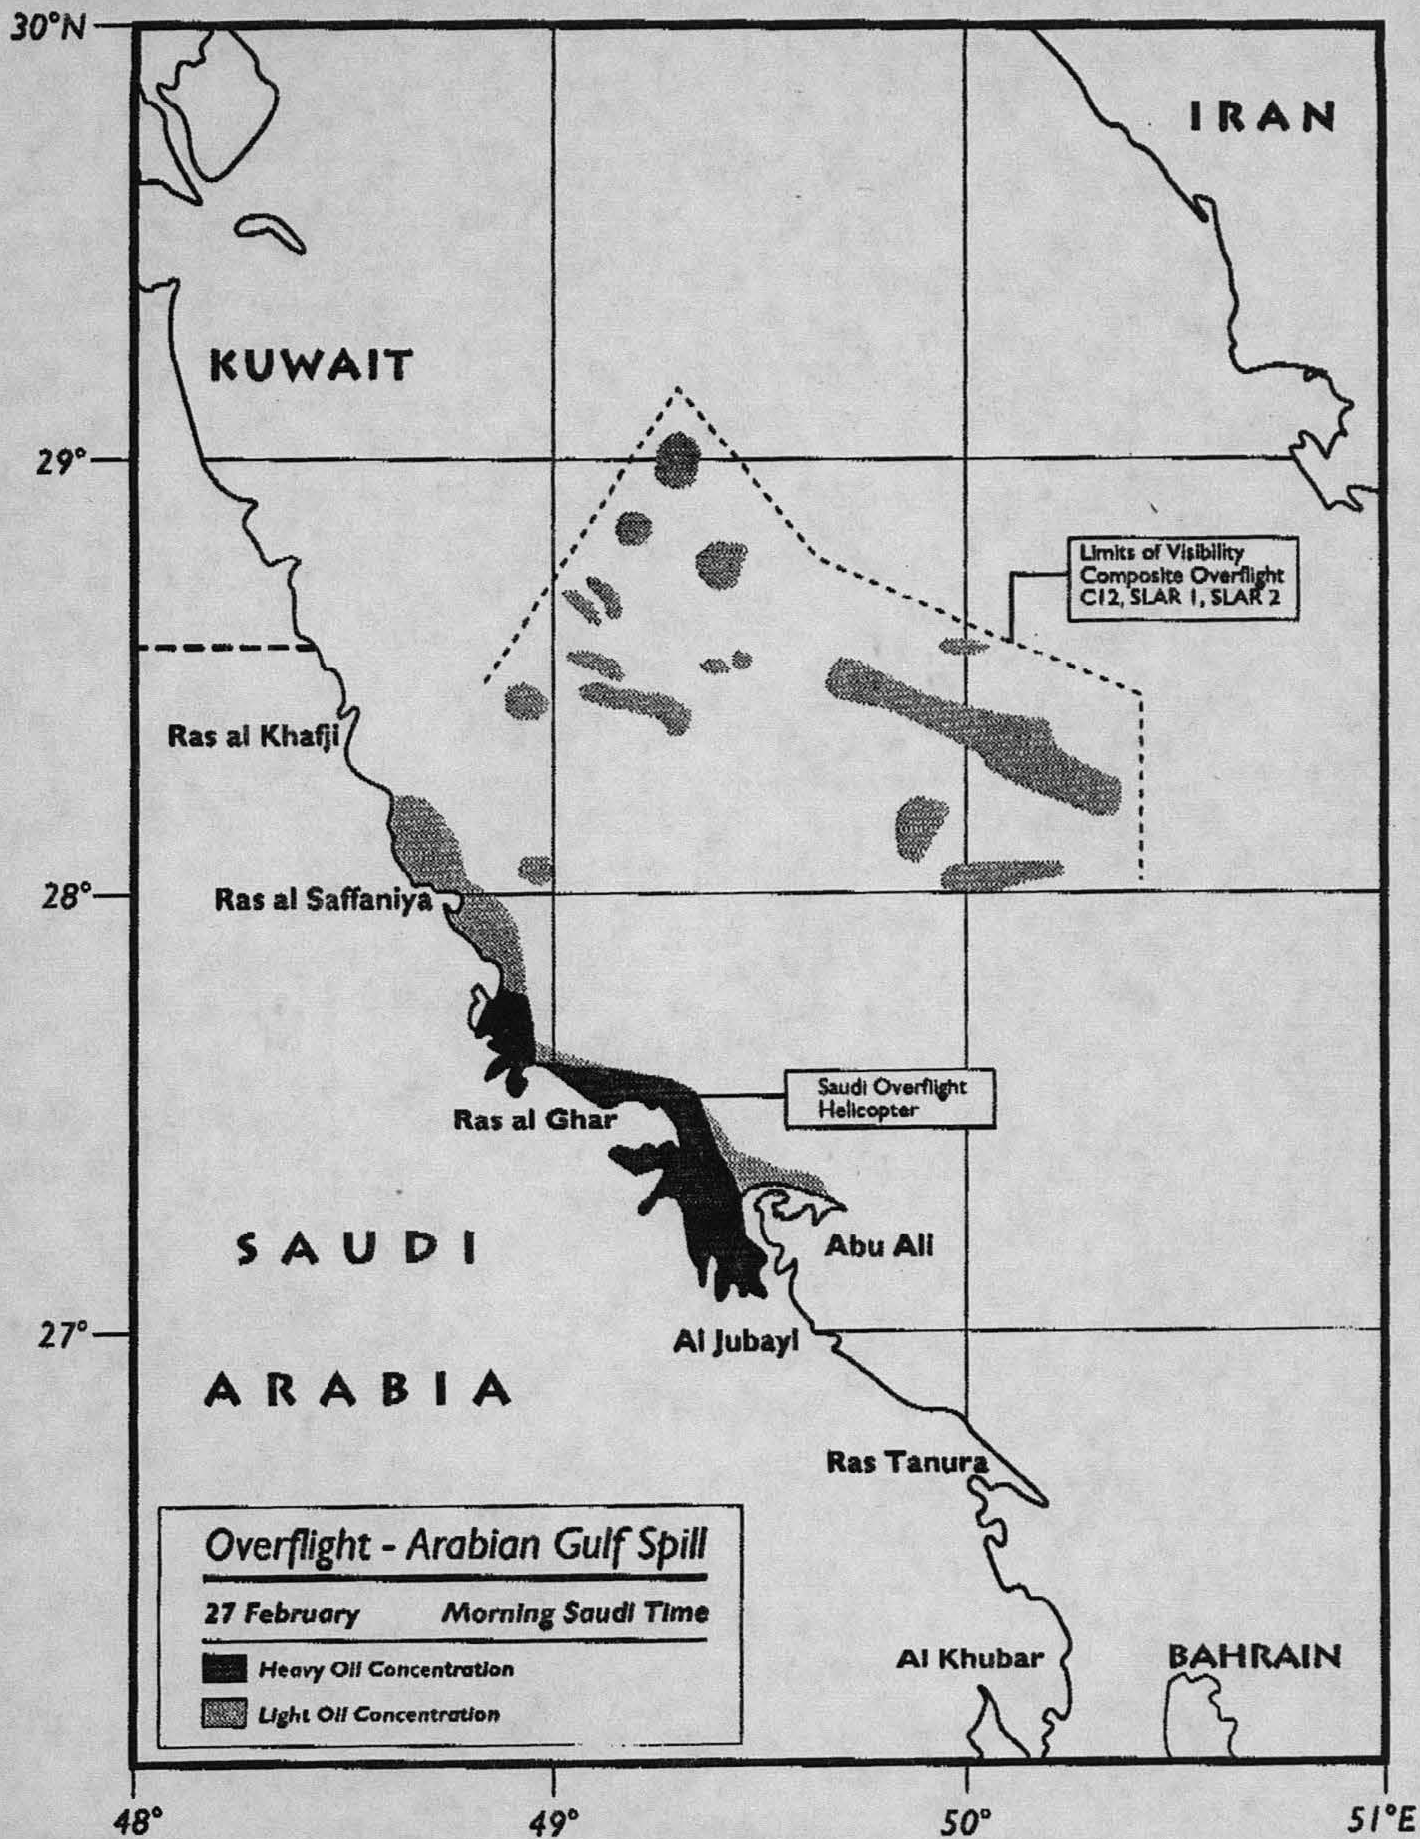 30°N
IRAN
KUWAIT
29°
Limits of Visibility
Composite Overflight
C12, SLAR 1, SLAR 2
Ras al Khafji
28°
Ras al Saffaniya
Saudi Overflight
Helicopter
Ras al Ghar
SAUDI
Abu Ali
27°
Al Jubayl
ARABIA
Ras Tanura
Overflight - Arabian Gulf Spill
27 February Morning Saudi Time
Heavy Oil Concentration
Light Oil Concentration
Al Khubar
BAHRAIN
48° 49° 50° 51°E